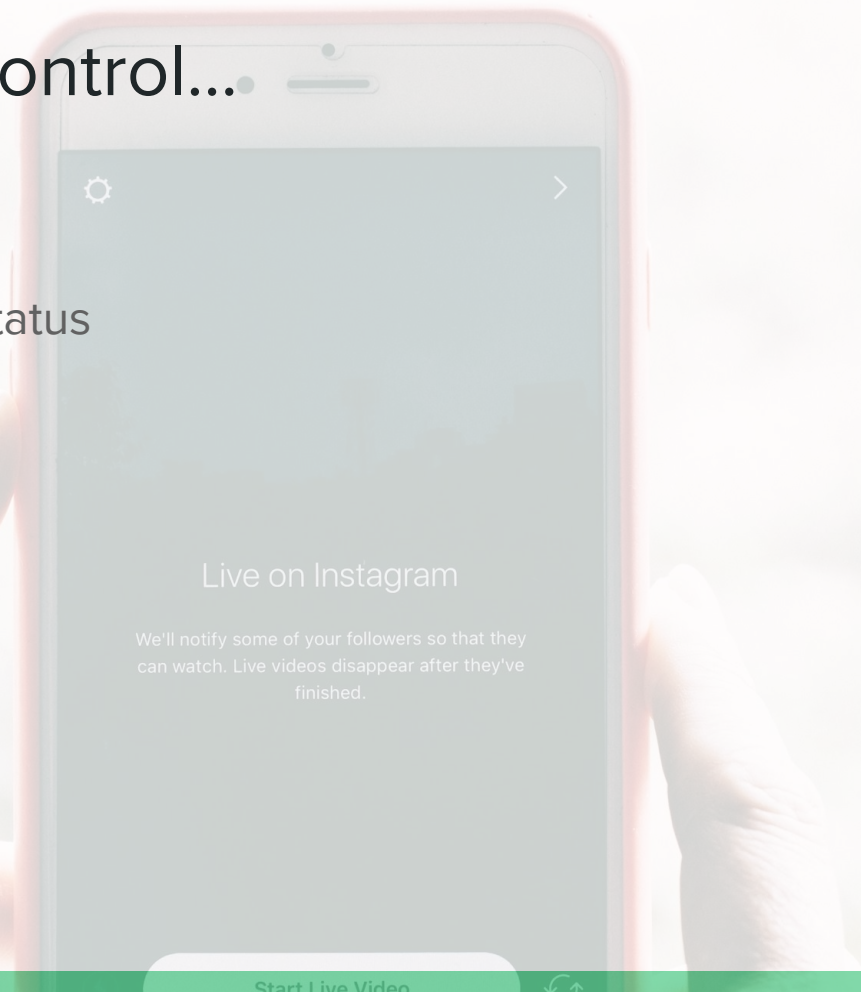 ontrol...
tatus
Live on Instagram
We'll notify some of your followers so that they
can watch. Live videos disappear after they've
finished.
Start Live Video